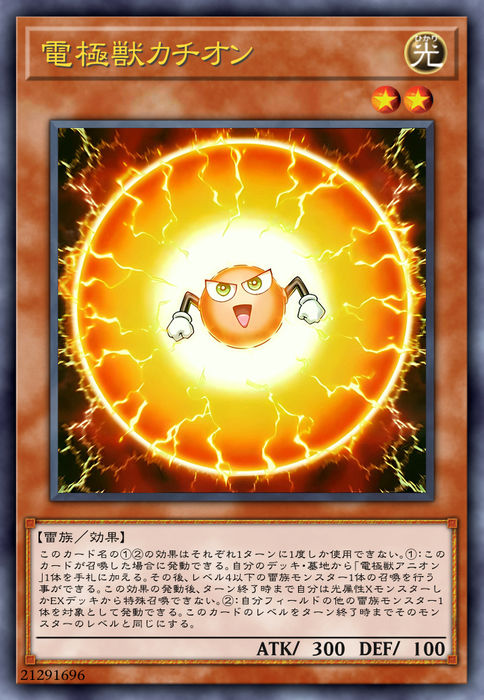 電極獣カチオン
ひかり
光
【雷族／効果】
このカード名の①②の効果はそれぞれ1ターンに1度しか使用できない。①:この
カードが召喚した場合に発動できる。自分のデッキ・墓地から「電極獣アニオン
」1体を手札にかえる。その後、レベル4以下の雷族モンスター1体の召喚を行う
事ができる。この効果の発動後、ターン終了時まで自分は光属性Xモンスターし
かEXデッキから特殊召喚できない。②:自分フィールドの他の雷族モンスター1
体を対象として発動できる。このカードのレベルをターン終了時までそのモン
スターのレベルと同じにする。
ATK/ 300 DEF/ 100
21291696